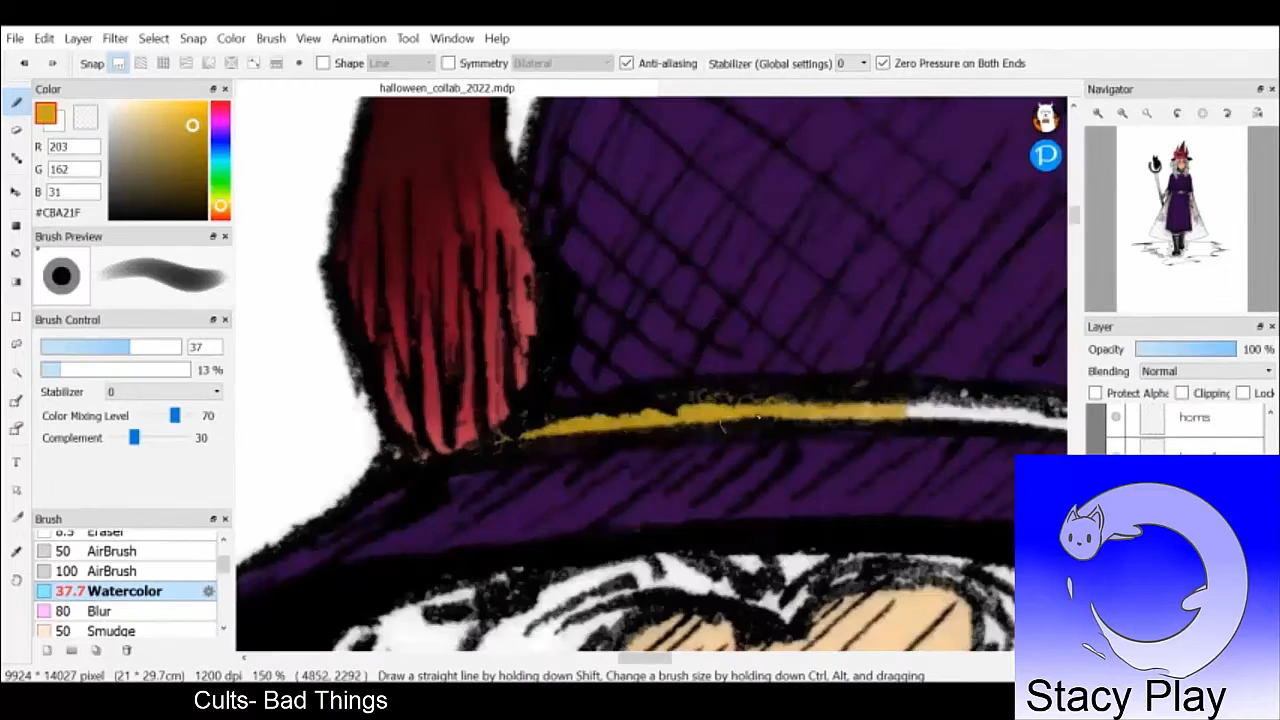 File Edit Layer Filter Select Snap Color Brush View Animation Tool Window Help
Snap Shape Line Symmetry Bilateral Anti-aliasing Stabilizer (Global settings) 0 Zero Pressure on Both Ends
Color
halloween_collab_2022.mdp
Navigator
R 203
G 162
B 31
#CBA21F
Brush Preview
Brush Control
37
13 %
Stabilizer 0
Color Mixing Level 70
Complement 30
Layer
Opacity 100 %
Blending Normal
Protect Alpha Clipping Lock
horns
Brush
8.5 Eraser
50 AirBrush
100 AirBrush
37.7 Watercolor
80 Blur
50 Smudge
9924 * 14027 pixel (21 * 29.7cm) 1200 dpi 150 % ( 4852, 2292 ) Draw a straight line by holding down Shift, Change a brush size by holding down Ctrl, Alt, and dragging
Cults- Bad Things
Stacy Play